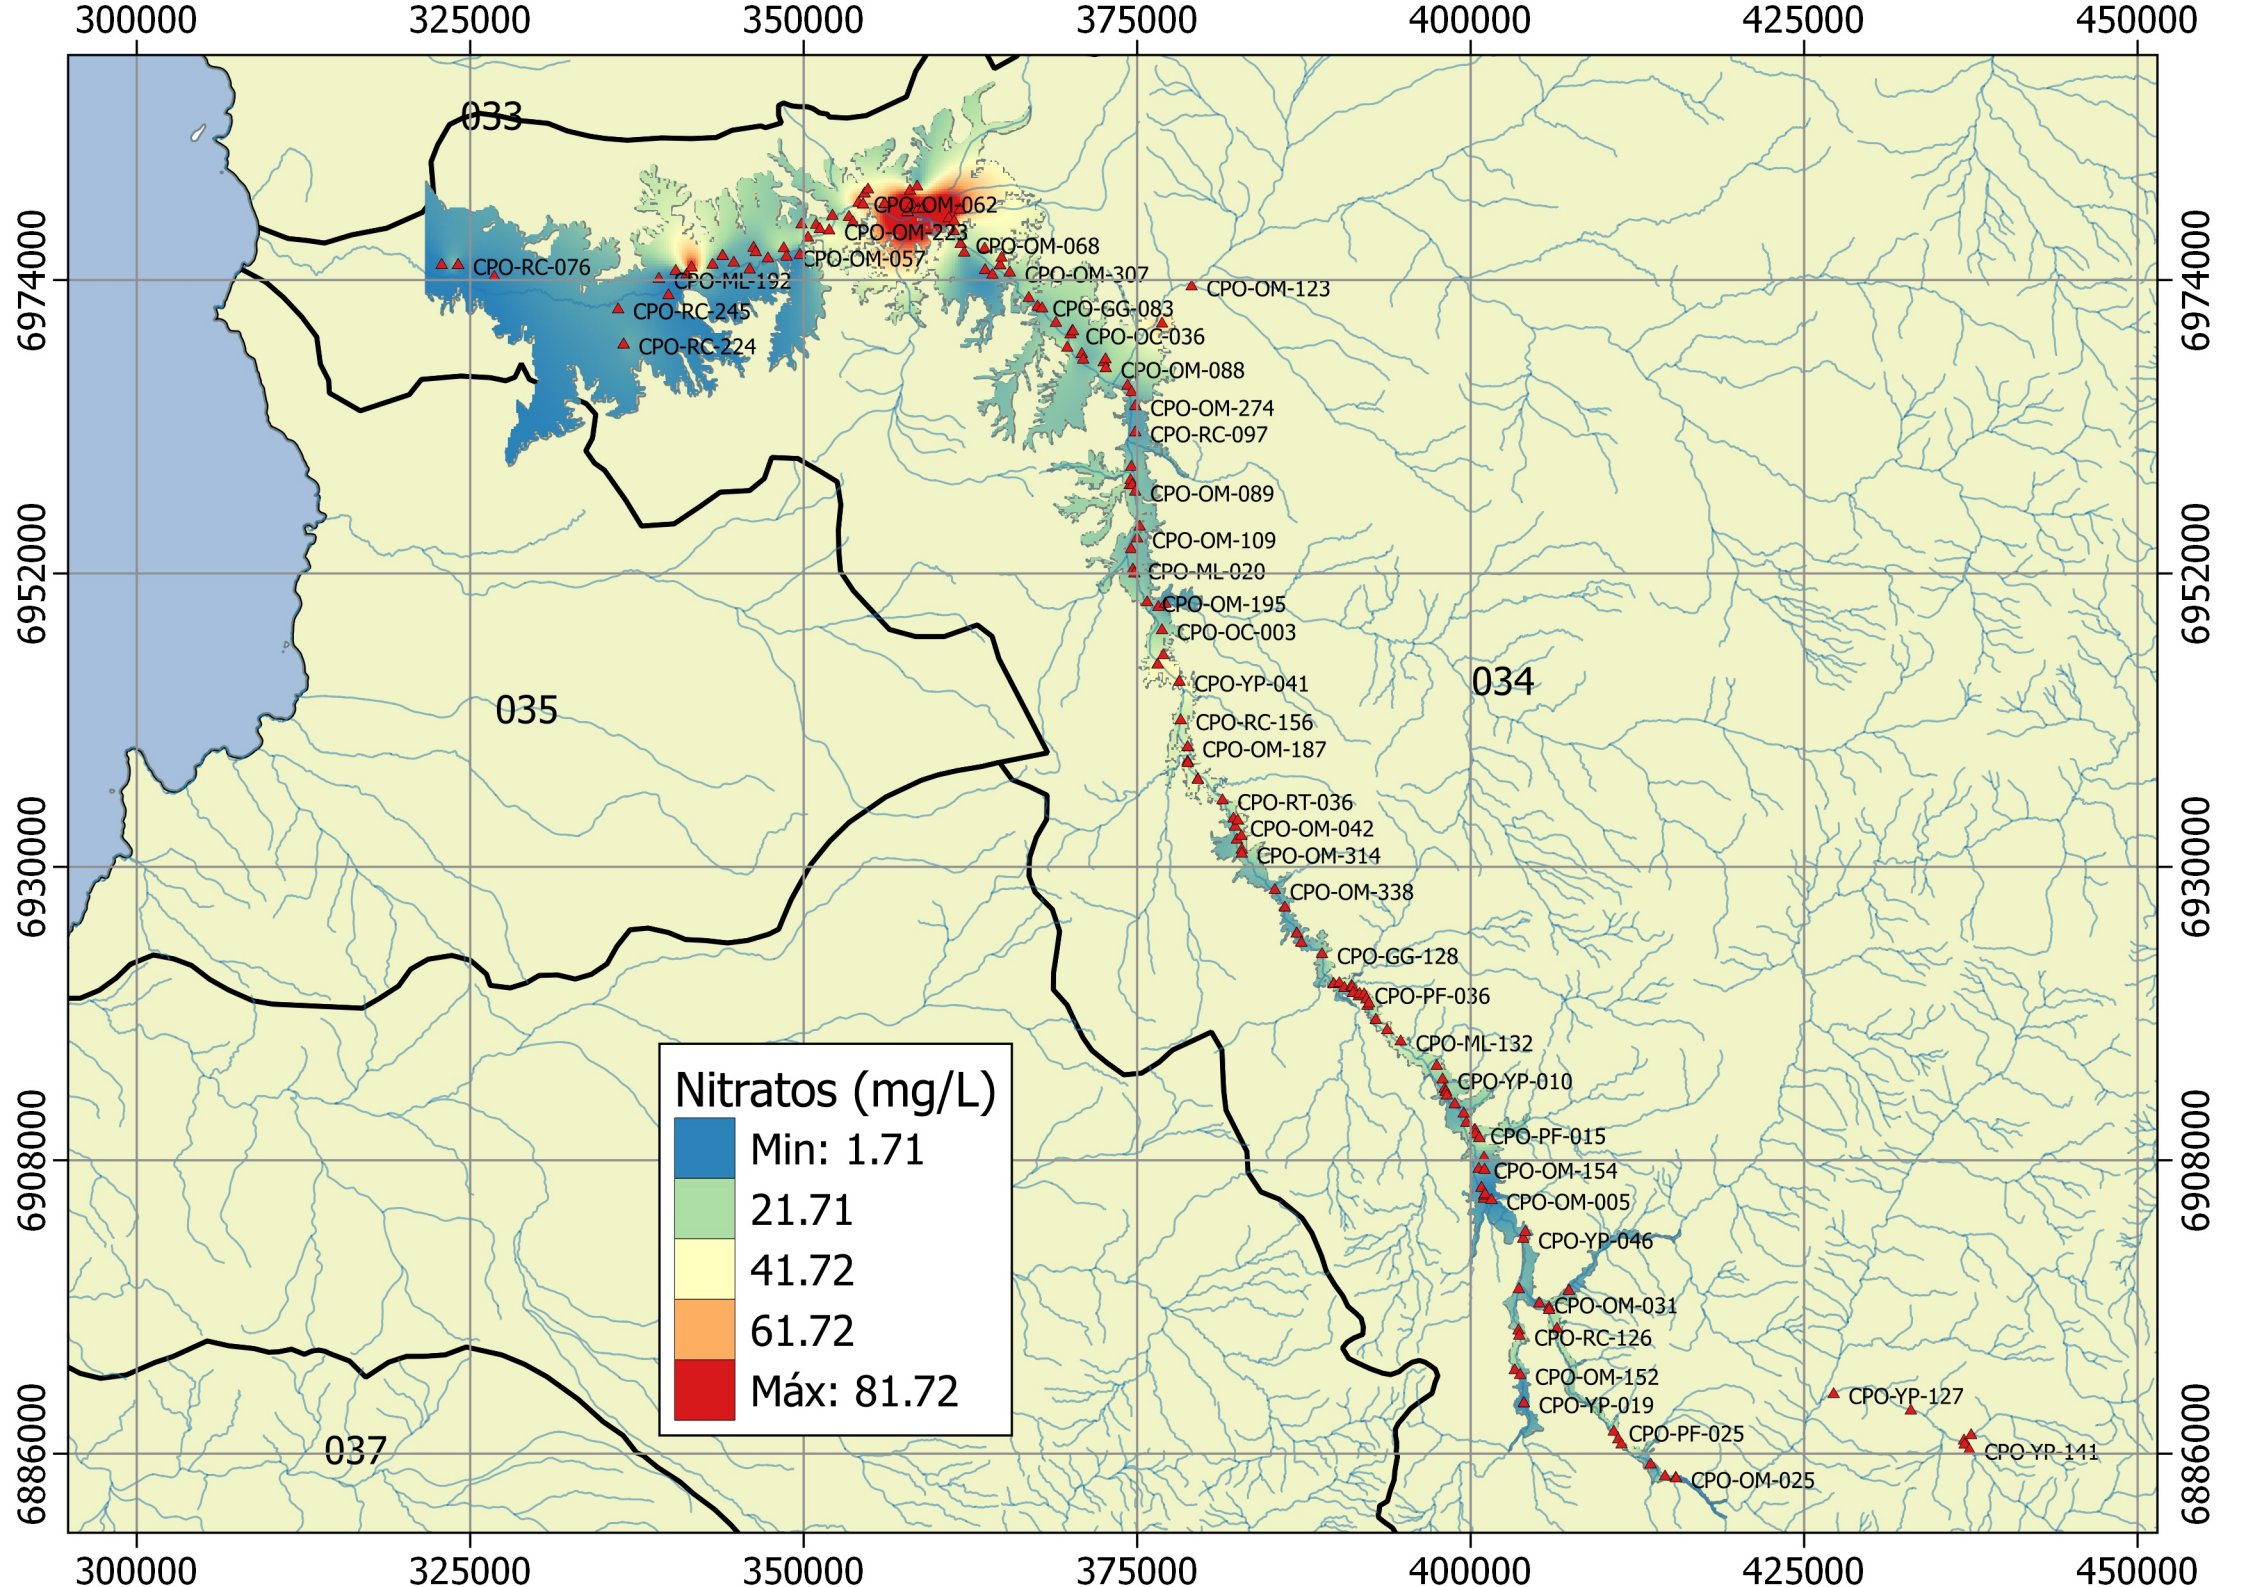 300000 325000 350000 375000 400000 425000 450000
033
CPO-OM-062
CPO-OM-223
CPO-OM-068
CPO-OM-057
CPO-RC-076
CPO-OM-307
CPO-ML-192
CPO-OM-123
CPO-RC-245
CPO-GG-083
CPO-OC-036
CPO-RC-224
CPO-OM-088
CPO-OM-274
CPO-RC-097
CPO-OM-089
CPO-OM-109
CPO-ML-020
CPO-OM-195
CPO-OC-003
034
CPO-YP-041
035
CPO-RC-156
CPO-OM-187
CPO-RT-036
CPO-OM-042
CPO-OM-314
CPO-OM-338
CPO-GG-128
CPO-PF-036
CPO-ML-132
CPO-YP-010
CPO-PF-015
CPO-OM-154
CPO-OM-005
CPO-YP-046
CPO-OM-031
CPO-RC-126
CPO-OM-152
CPO-YP-127
CPO-YP-019
CPO-PF-025
037
CPO-YP-141
CPO-OM-025
Nitratos (mg/L)
Min: 1.71
21.71
41.72
61.72
Máx: 81.72
6974000
6952000
6930000
6908000
6886000
6974000
6952000
6930000
6908000
6886000
300000 325000 350000 375000 400000 425000 450000